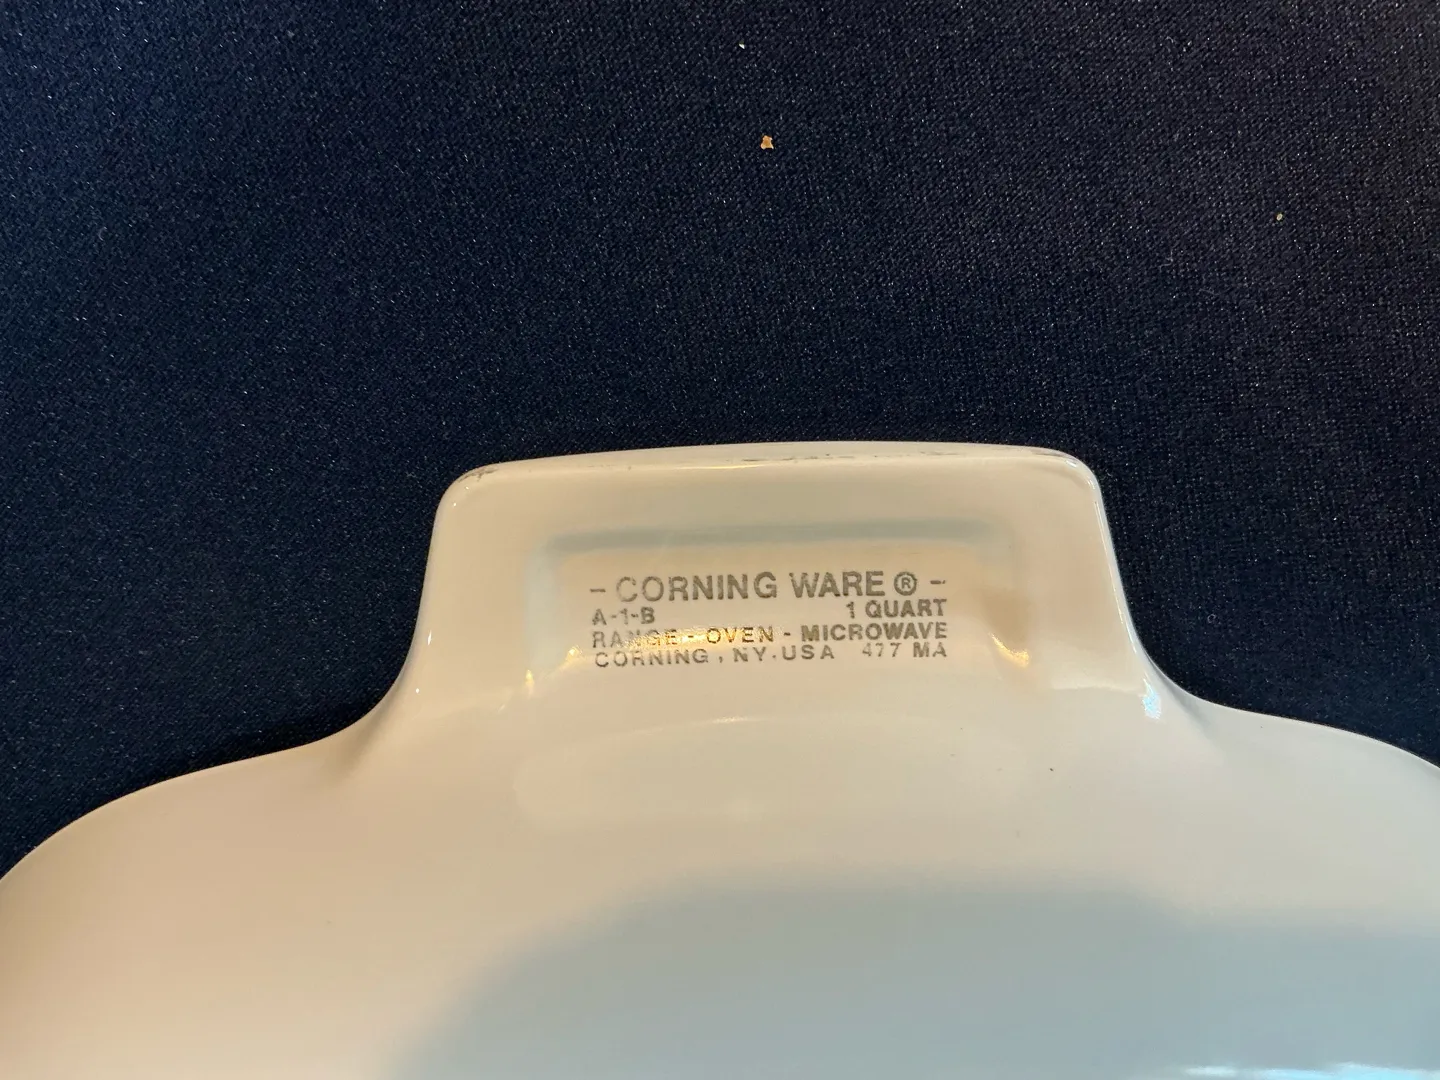 - CORNING WARE ® -
A-1-B 1 QUART
RANGE - OVEN - MICROWAVE
CORNING, NY. USA 477 MA